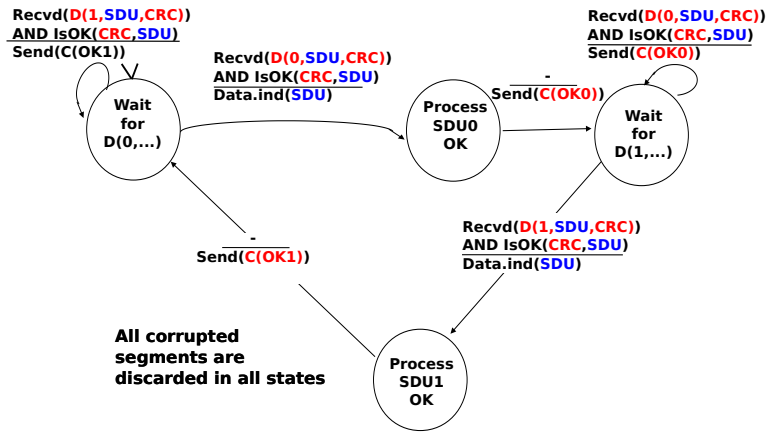 Recvd(D(1,SDU,CRC))
AND IsOK(CRC,SDU)
Send(C(OK1))
Recvd(D(0,SDU,CRC))
AND IsOK(CRC,SDU)
Send(C(OK0))
Recvd(D(0,SDU,CRC))
AND IsOK(CRC,SDU)
Data.ind(SDU)
-
Send(C(OK0))
Wait
for
D(0,...)
Process
SDU0
OK
Wait
for
D(1,...)
Recvd(D(1,SDU,CRC))
AND IsOK(CRC,SDU)
Data.ind(SDU)
-
Send(C(OK1))
All corrupted
segments are
discarded in all states
Process
SDU1
OK